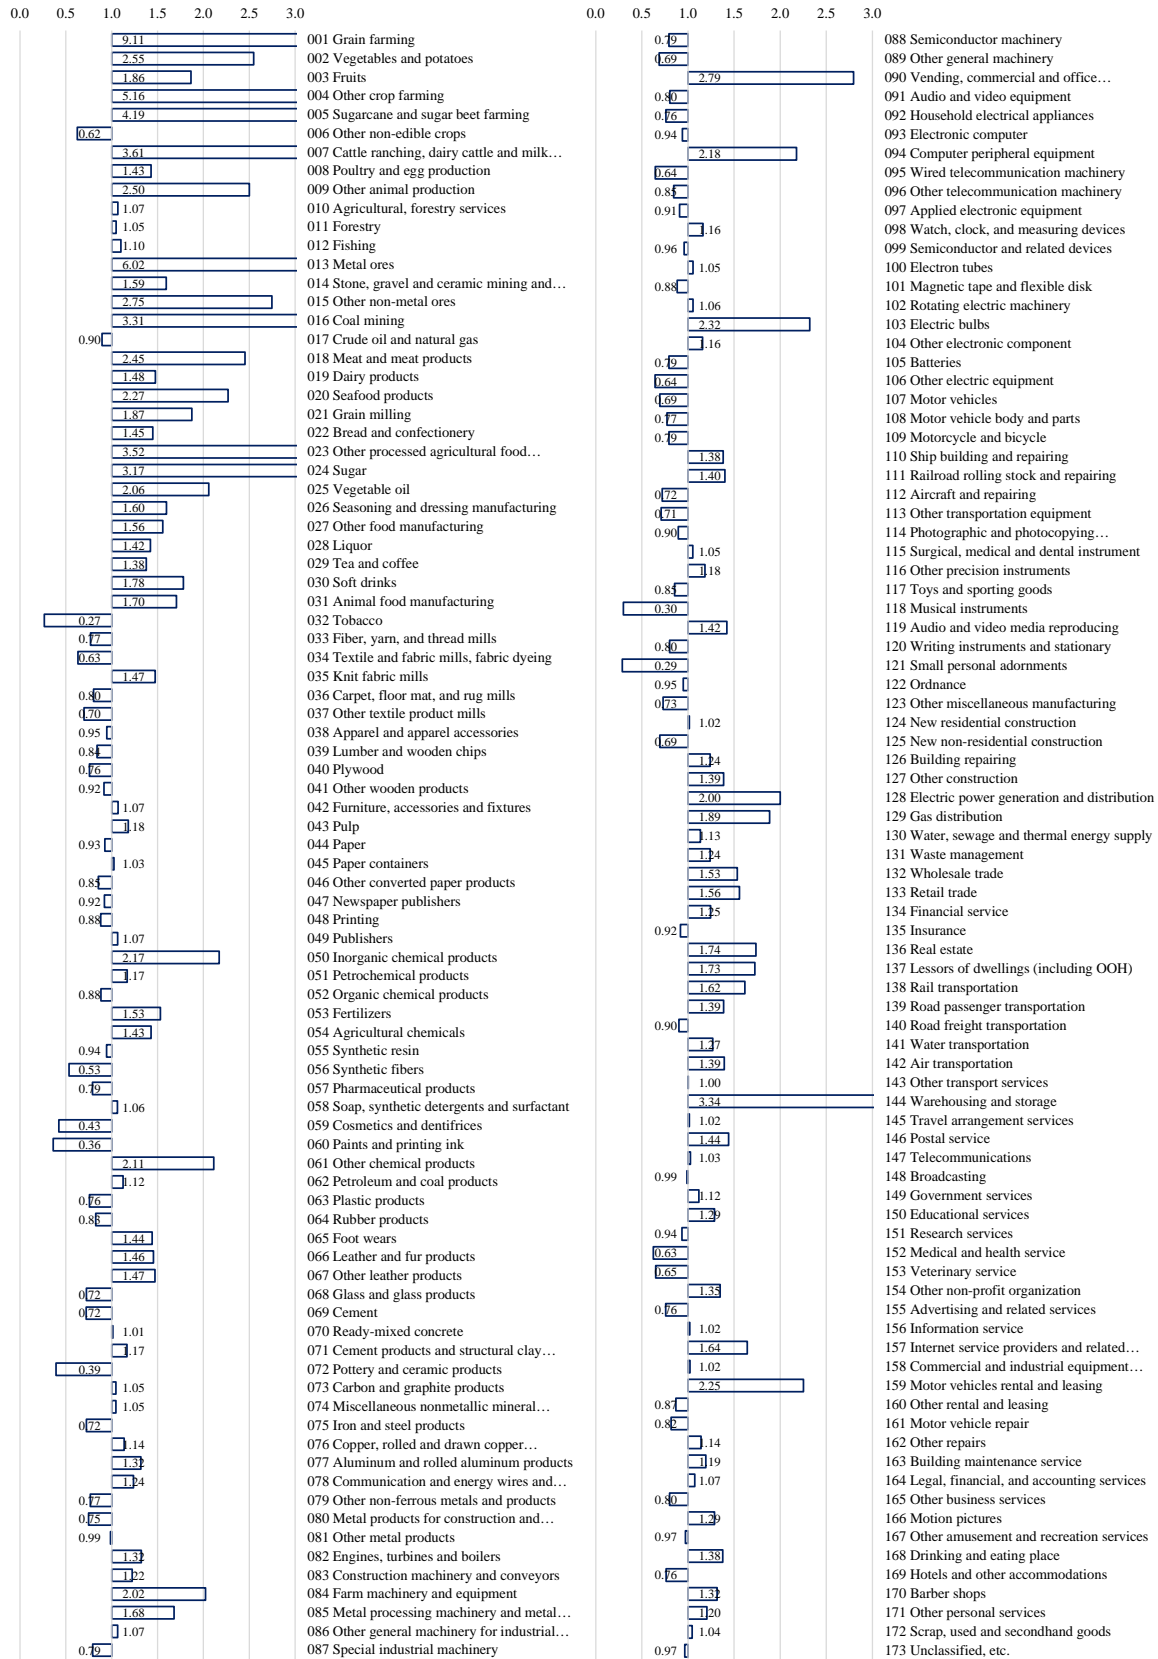 0.0 0.5 1.0 1.5 2.0 2.5 3.0
9.11 001 Grain farming
2.55 002 Vegetables and potatoes
1.86 003 Fruits
5.16 004 Other crop farming
4.19 005 Sugarcane and sugar beet farming
0.62 006 Other non-edible crops
3.61 007 Cattle ranching, dairy cattle and milk…
1.43 008 Poultry and egg production
2.50 009 Other animal production
1.07 010 Agricultural, forestry services
1.05 011 Forestry
1.10 012 Fishing
6.02 013 Metal ores
1.59 014 Stone, gravel and ceramic mining and…
2.75 015 Other non-metal ores
3.31 016 Coal mining
0.90 017 Crude oil and natural gas
2.45 018 Meat and meat products
1.48 019 Dairy products
2.27 020 Seafood products
1.87 021 Grain milling
1.45 022 Bread and confectionery
3.52 023 Other processed agricultural food…
3.17 024 Sugar
2.06 025 Vegetable oil
1.60 026 Seasoning and dressing manufacturing
1.56 027 Other food manufacturing
1.42 028 Liquor
1.38 029 Tea and coffee
1.78 030 Soft drinks
1.70 031 Animal food manufacturing
0.27 032 Tobacco
0.77 033 Fiber, yarn, and thread mills
0.63 034 Textile and fabric mills, fabric dyeing
1.47 035 Knit fabric mills
0.80 036 Carpet, floor mat, and rug mills
0.70 037 Other textile product mills
0.95 038 Apparel and apparel accessories
0.84 039 Lumber and wooden chips
0.76 040 Plywood
0.92 041 Other wooden products
1.07 042 Furniture, accessories and fixtures
1.18 043 Pulp
0.93 044 Paper
1.03 045 Paper containers
0.85 046 Other converted paper products
0.92 047 Newspaper publishers
0.88 048 Printing
1.07 049 Publishers
2.17 050 Inorganic chemical products
1.17 051 Petrochemical products
0.88 052 Organic chemical products
1.53 053 Fertilizers
1.43 054 Agricultural chemicals
0.94 055 Synthetic resin
0.53 056 Synthetic fibers
0.79 057 Pharmaceutical products
1.06 058 Soap, synthetic detergents and surfactant
0.43 059 Cosmetics and dentifrices
0.36 060 Paints and printing ink
2.11 061 Other chemical products
1.12 062 Petroleum and coal products
0.76 063 Plastic products
0.83 064 Rubber products
1.44 065 Foot wears
1.46 066 Leather and fur products
1.47 067 Other leather products
0.72 068 Glass and glass products
0.72 069 Cement
1.01 070 Ready-mixed concrete
1.17 071 Cement products and structural clay…
0.39 072 Pottery and ceramic products
1.05 073 Carbon and graphite products
1.05 074 Miscellaneous nonmetallic mineral…
0.72 075 Iron and steel products
1.14 076 Copper, rolled and drawn copper…
1.32 077 Aluminum and rolled aluminum products
1.24 078 Communication and energy wires and…
0.77 079 Other non-ferrous metals and products
0.75 080 Metal products for construction and…
0.99 081 Other metal products
1.32 082 Engines, turbines and boilers
1.22 083 Construction machinery and conveyors
2.02 084 Farm machinery and equipment
1.68 085 Metal processing machinery and metal…
1.07 086 Other general machinery for industrial…
0.79 087 Special industrial machinery
0.0 0.5 1.0 1.5 2.0 2.5 3.0
0.79 088 Semiconductor machinery
0.69 089 Other general machinery
2.79 090 Vending, commercial and office…
0.80 091 Audio and video equipment
0.76 092 Household electrical appliances
0.94 093 Electronic computer
2.18 094 Computer peripheral equipment
0.64 095 Wired telecommunication machinery
0.85 096 Other telecommunication machinery
0.91 097 Applied electronic equipment
1.16 098 Watch, clock, and measuring devices
0.96 099 Semiconductor and related devices
1.05 100 Electron tubes
0.88 101 Magnetic tape and flexible disk
1.06 102 Rotating electric machinery
2.32 103 Electric bulbs
1.16 104 Other electronic component
0.79 105 Batteries
0.64 106 Other electric equipment
0.69 107 Motor vehicles
0.77 108 Motor vehicle body and parts
0.79 109 Motorcycle and bicycle
1.38 110 Ship building and repairing
1.40 111 Railroad rolling stock and repairing
0.72 112 Aircraft and repairing
0.71 113 Other transportation equipment
0.90 114 Photographic and photocopying…
1.05 115 Surgical, medical and dental instrument
1.18 116 Other precision instruments
0.85 117 Toys and sporting goods
0.30 118 Musical instruments
1.42 119 Audio and video media reproducing
0.80 120 Writing instruments and stationary
0.29 121 Small personal adornments
0.95 122 Ordnance
0.73 123 Other miscellaneous manufacturing
1.02 124 New residential construction
0.69 125 New non-residential construction
1.24 126 Building repairing
1.39 127 Other construction
2.00 128 Electric power generation and distribution
1.89 129 Gas distribution
1.13 130 Water, sewage and thermal energy supply
1.24 131 Waste management
1.53 132 Wholesale trade
1.56 133 Retail trade
1.25 134 Financial service
0.92 135 Insurance
1.74 136 Real estate
1.73 137 Lessors of dwellings (including OOH)
1.62 138 Rail transportation
1.39 139 Road passenger transportation
0.90 140 Road freight transportation
1.27 141 Water transportation
1.39 142 Air transportation
1.00 143 Other transport services
3.34 144 Warehousing and storage
1.02 145 Travel arrangement services
1.44 146 Postal service
1.03 147 Telecommunications
0.99 148 Broadcasting
1.12 149 Government services
1.29 150 Educational services
0.94 151 Research services
0.63 152 Medical and health service
0.65 153 Veterinary service
1.35 154 Other non-profit organization
0.76 155 Advertising and related services
1.02 156 Information service
1.64 157 Internet service providers and related…
1.02 158 Commercial and industrial equipment…
2.25 159 Motor vehicles rental and leasing
0.87 160 Other rental and leasing
0.82 161 Motor vehicle repair
1.14 162 Other repairs
1.19 163 Building maintenance service
1.07 164 Legal, financial, and accounting services
0.80 165 Other business services
1.29 166 Motion pictures
0.97 167 Other amusement and recreation services
1.38 168 Drinking and eating place
0.76 169 Hotels and other accommodations
1.32 170 Barber shops
1.20 171 Other personal services
1.04 172 Scrap, used and secondhand goods
0.97 173 Unclassified, etc.